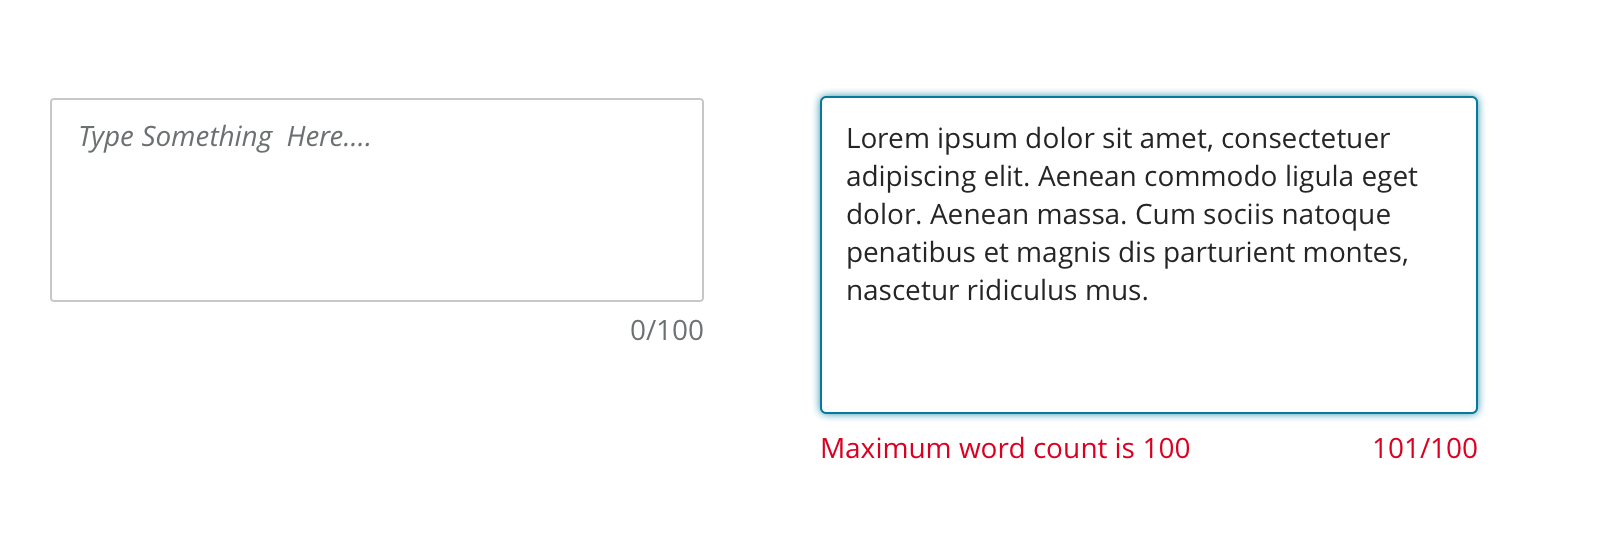 Type Something  Here....
0/100
Lorem ipsum dolor sit amet, consectetuer
adipiscing elit. Aenean commodo ligula eget
dolor. Aenean massa. Cum sociis natoque
penatibus et magnis dis parturient montes,
nascetur ridiculus mus.
Maximum word count is 100
101/100